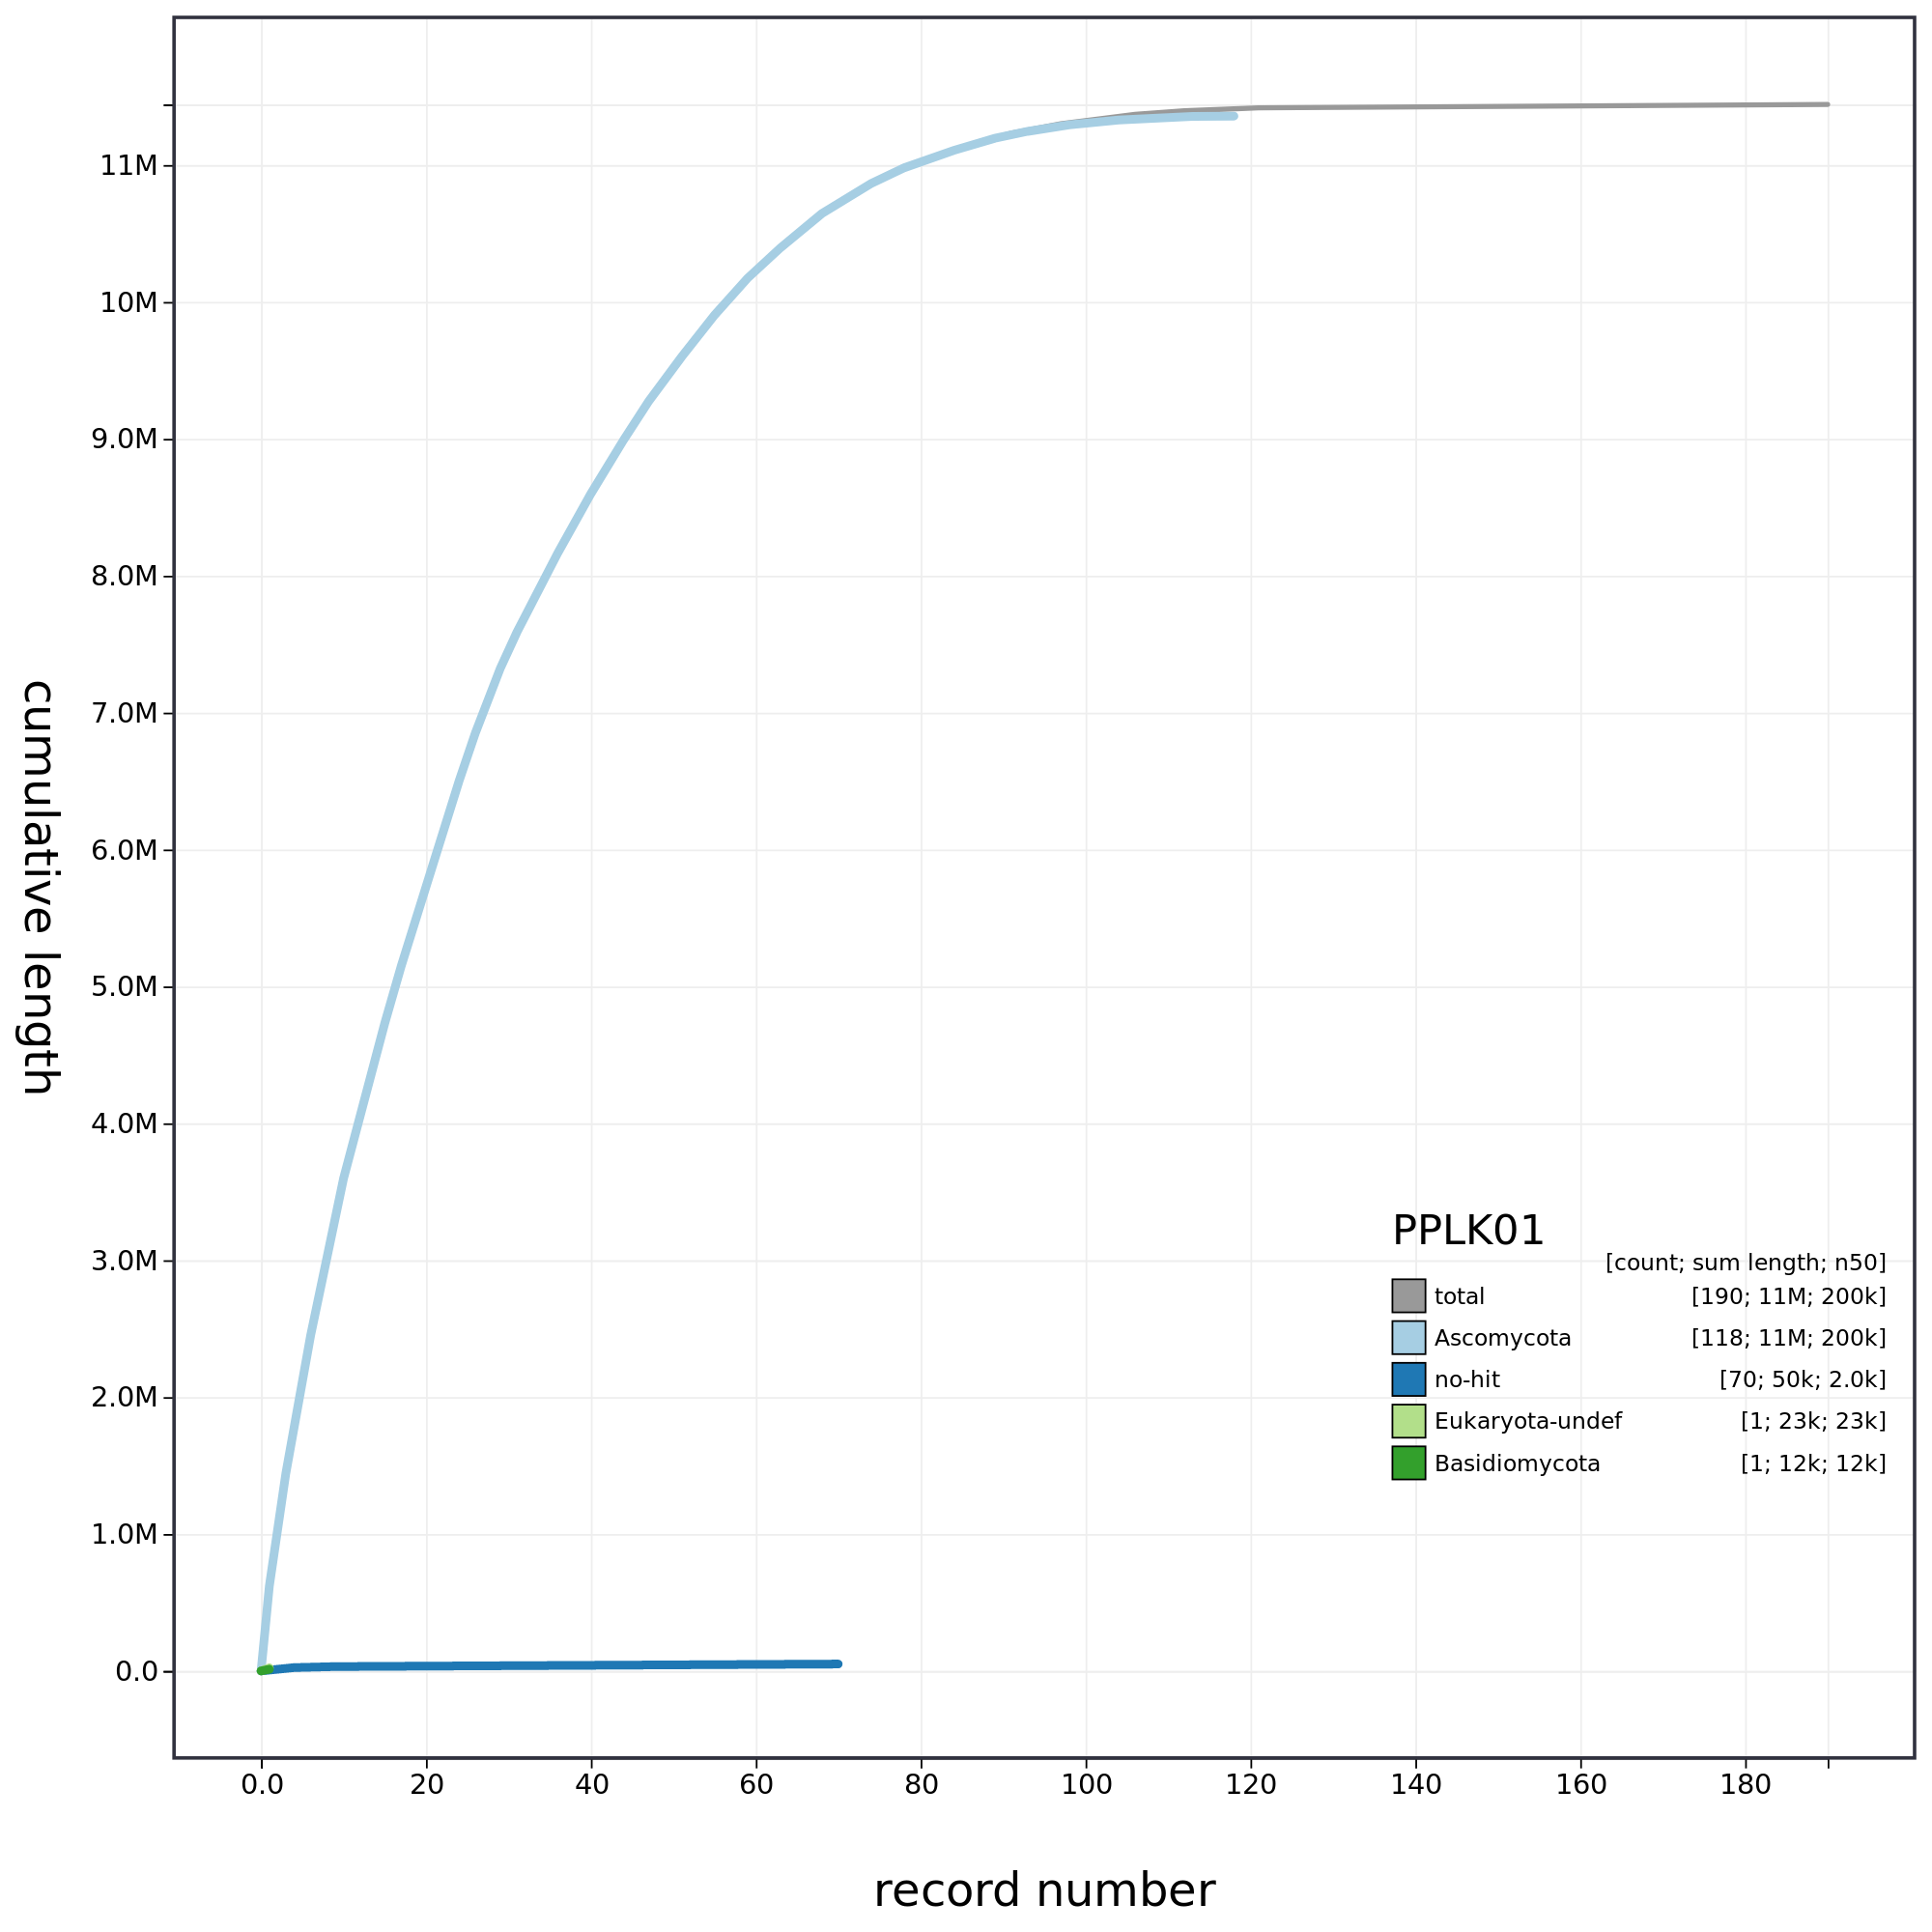 11M
10M
9.0M
8.0M
7.0M
6.0M
5.0M
4.0M
3.0M
2.0M
1.0M
0.0
cumulative length
PPLK01
[count; sum length; n50]
total [190; 11M; 200k]
Ascomycota [118; 11M; 200k]
no-hit [70; 50k; 2.0k]
Eukaryota-undef [1; 23k; 23k]
Basidiomycota [1; 12k; 12k]
0.0 20 40 60 80 100 120 140 160 180
record number